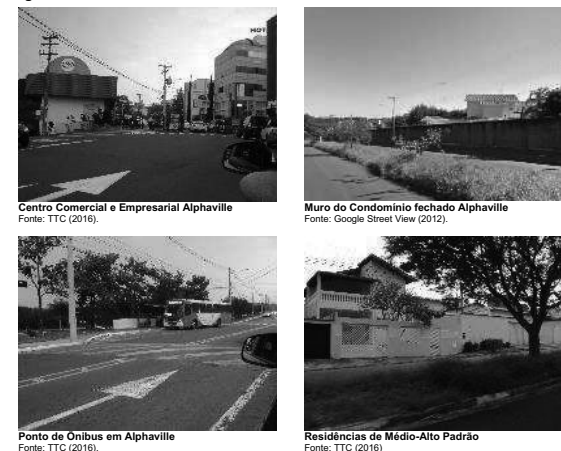 HOT
Centro Comercial e Empresarial Alphaville
Fonte: TTC (2016).
Muro do Condomínio fechado Alphaville
Fonte: Google Street View (2012).
Ponto de Ônibus em Alphaville
Fonte: TTC (2016).
Residências de Médio-Alto Padrão
Fonte: TTC (2016)